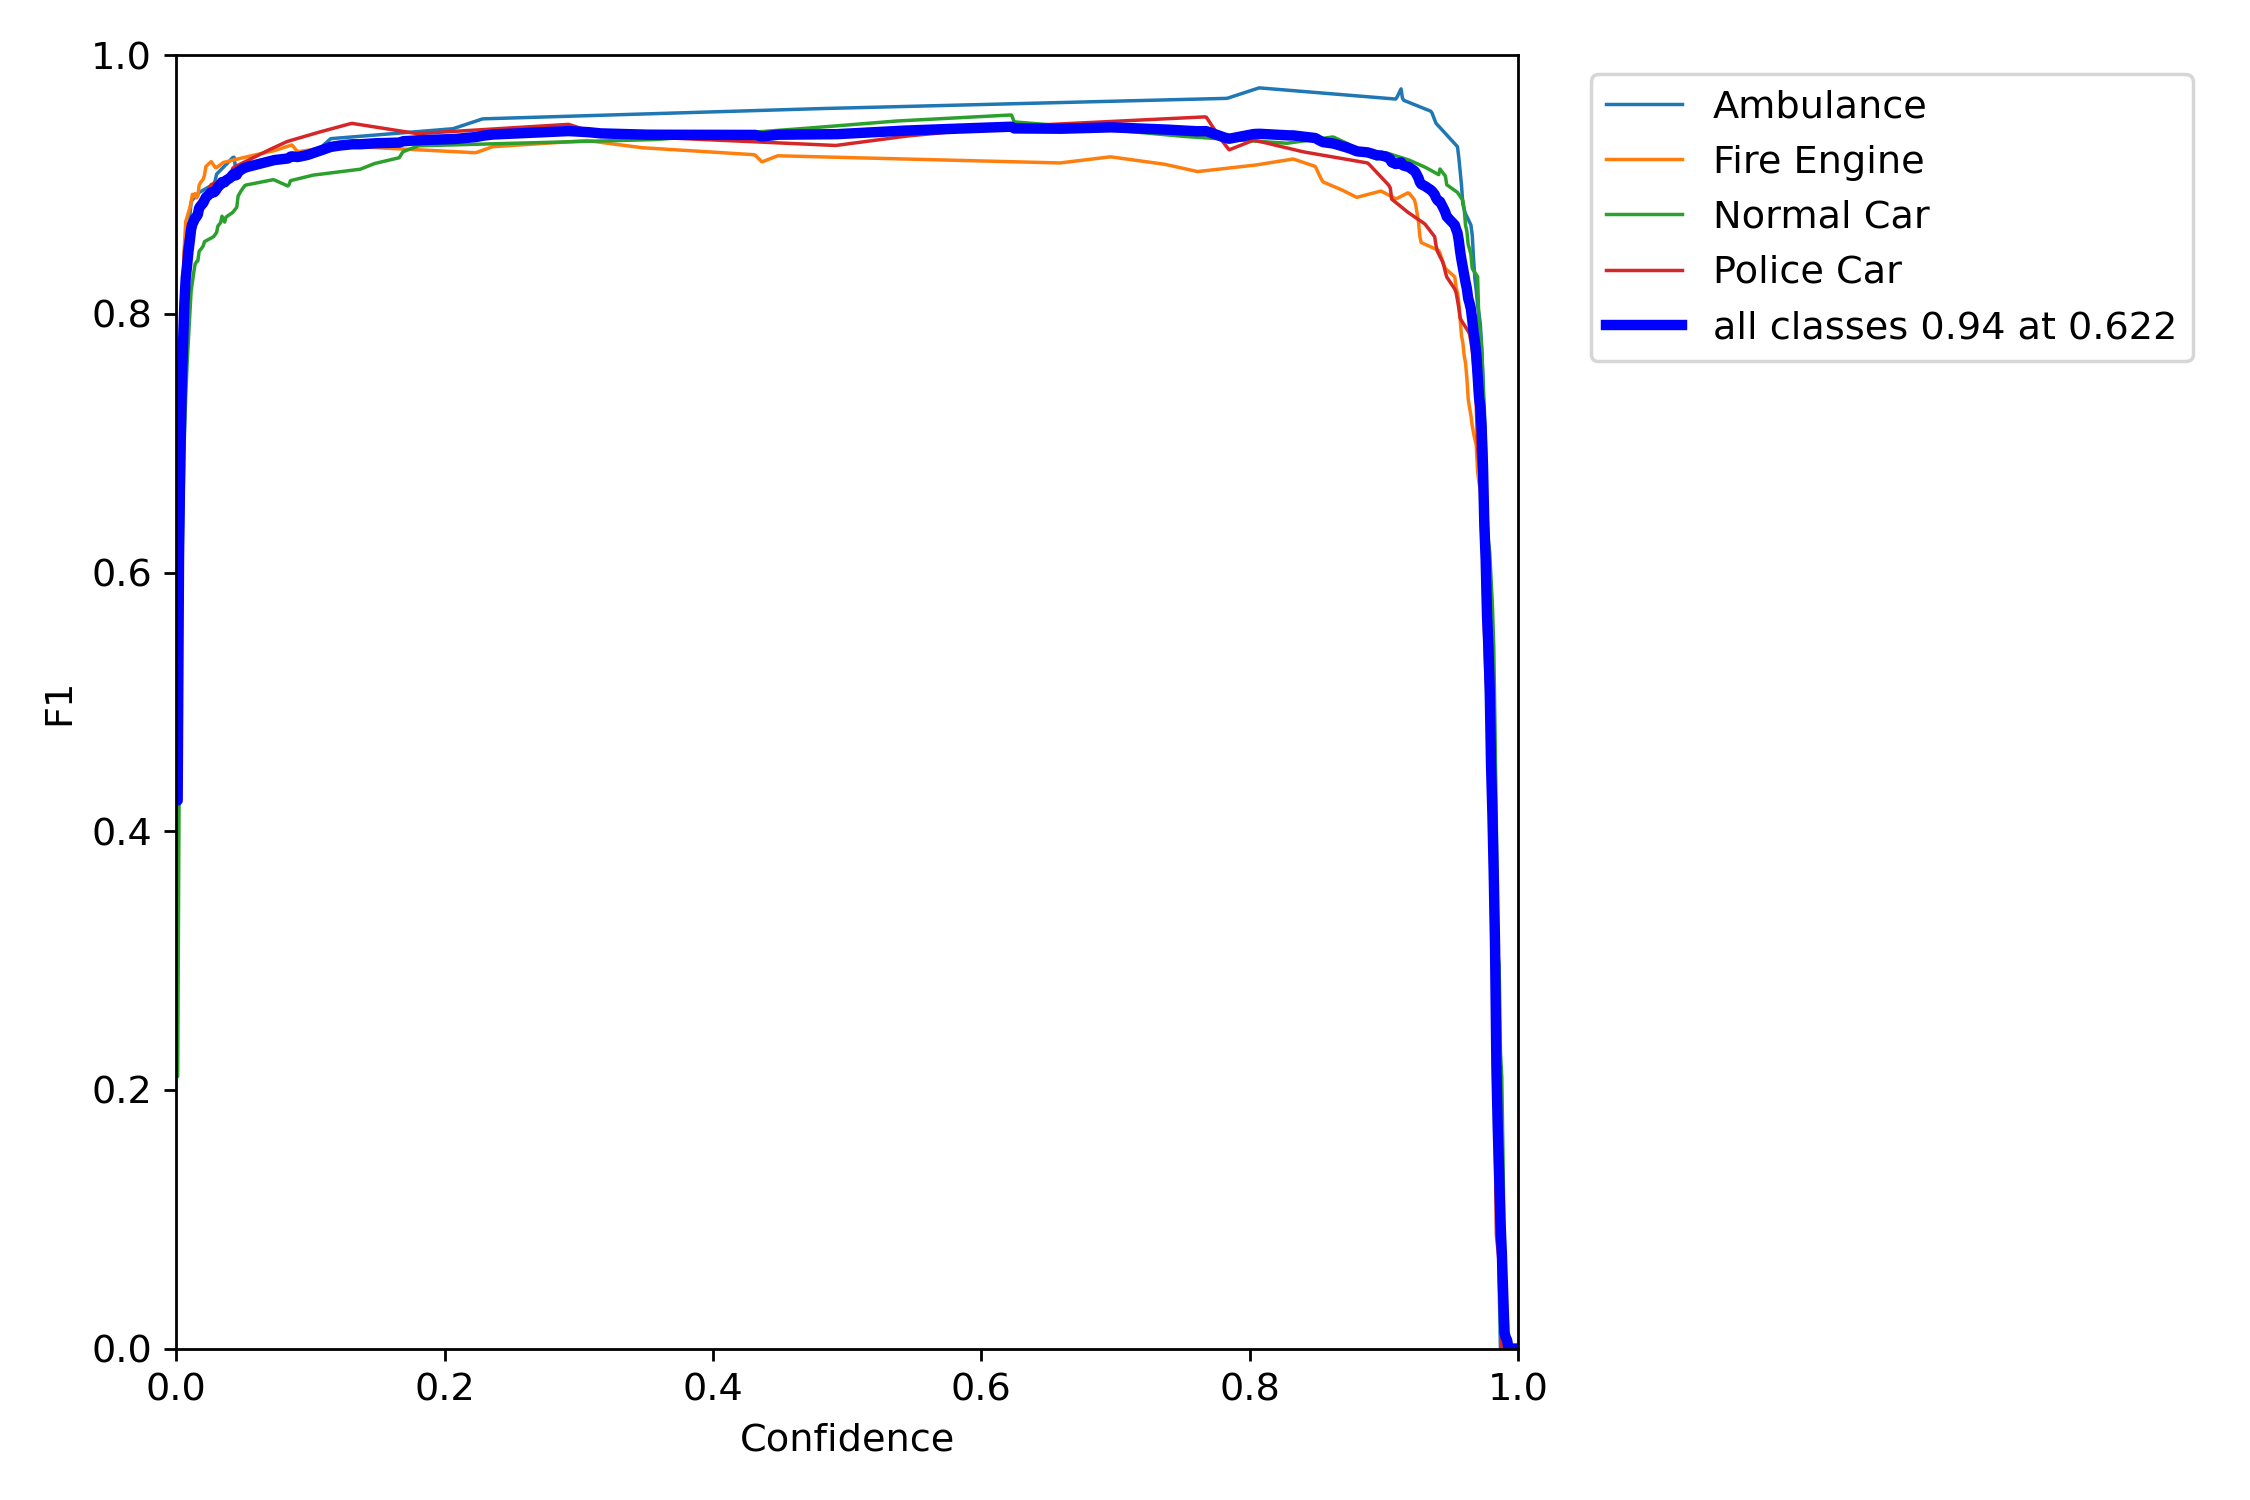 1.0
0.8
0.6
0.4
0.2
0.0
F1
0.0 0.2 0.4 0.6 0.8 1.0
Confidence
Ambulance
Fire Engine
Normal Car
Police Car
all classes 0.94 at 0.622